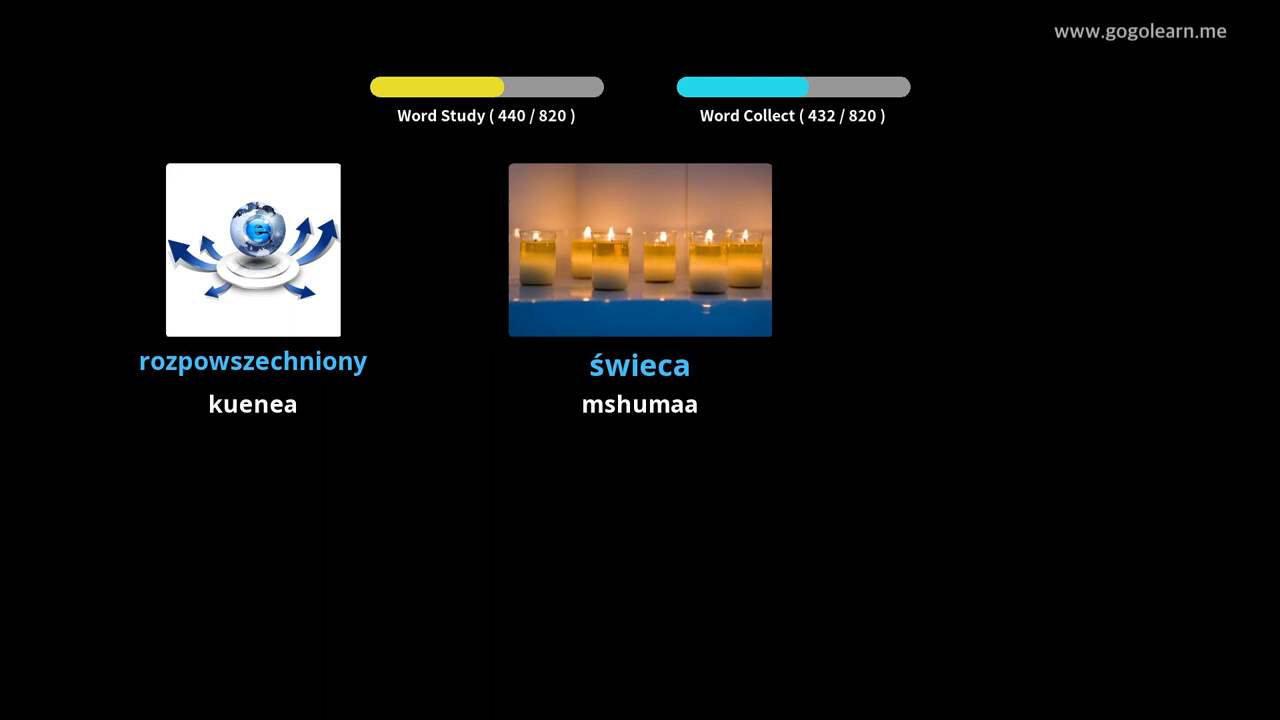 www.gogolearn.me
Word Study ( 440 / 820 )
Word Collect ( 432 / 820 )
e
rozpowszechniony
świeca
kuenea
mshumaa